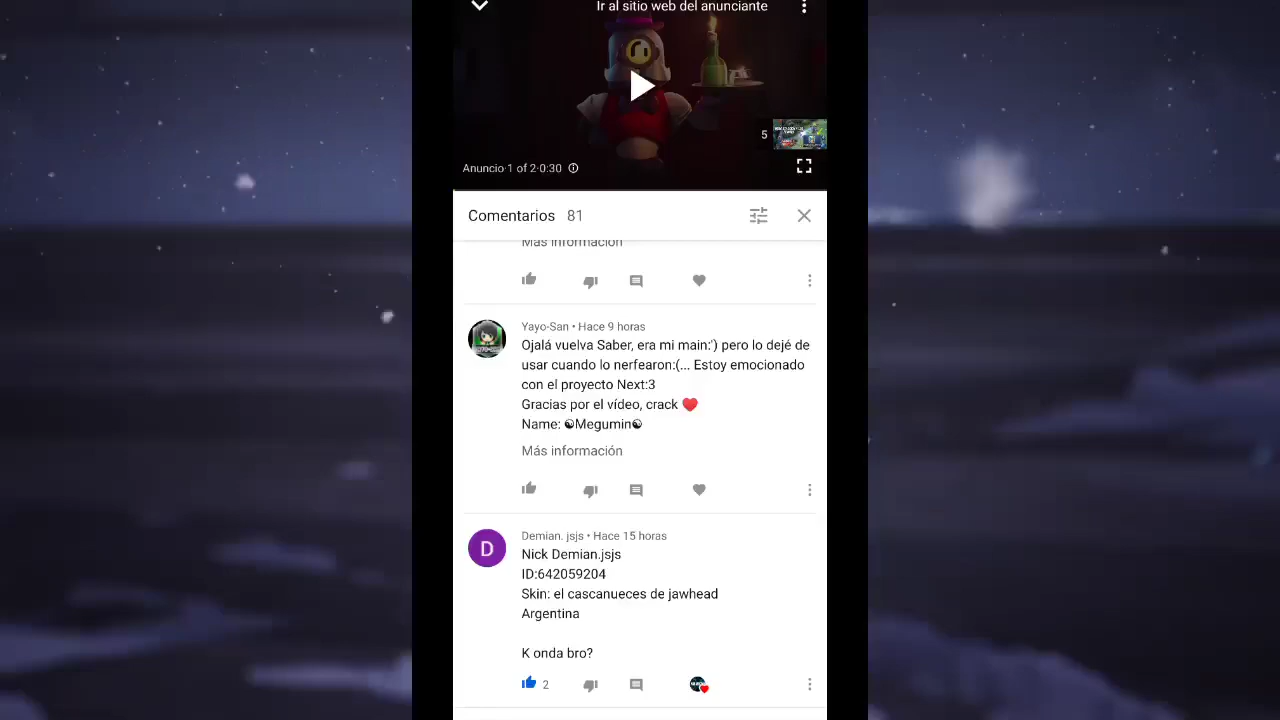 Ir al sitio web del anunciante
5
Anuncio·1 of 2·0:30
Comentarios 81
Más información
Yayo-San • Hace 9 horas
Ojalá vuelva Saber, era mi main:') pero lo dejé de
usar cuando lo nerfearon:(... Estoy emocionado
con el proyecto Next:3
Gracias por el vídeo, crack ❤️
Name: ☯Megumin☯
Más información
D
Demian. jsjs • Hace 15 horas
Nick Demian.jsjs
ID:642059204
Skin: el cascanueces de jawhead
Argentina
K onda bro?
2